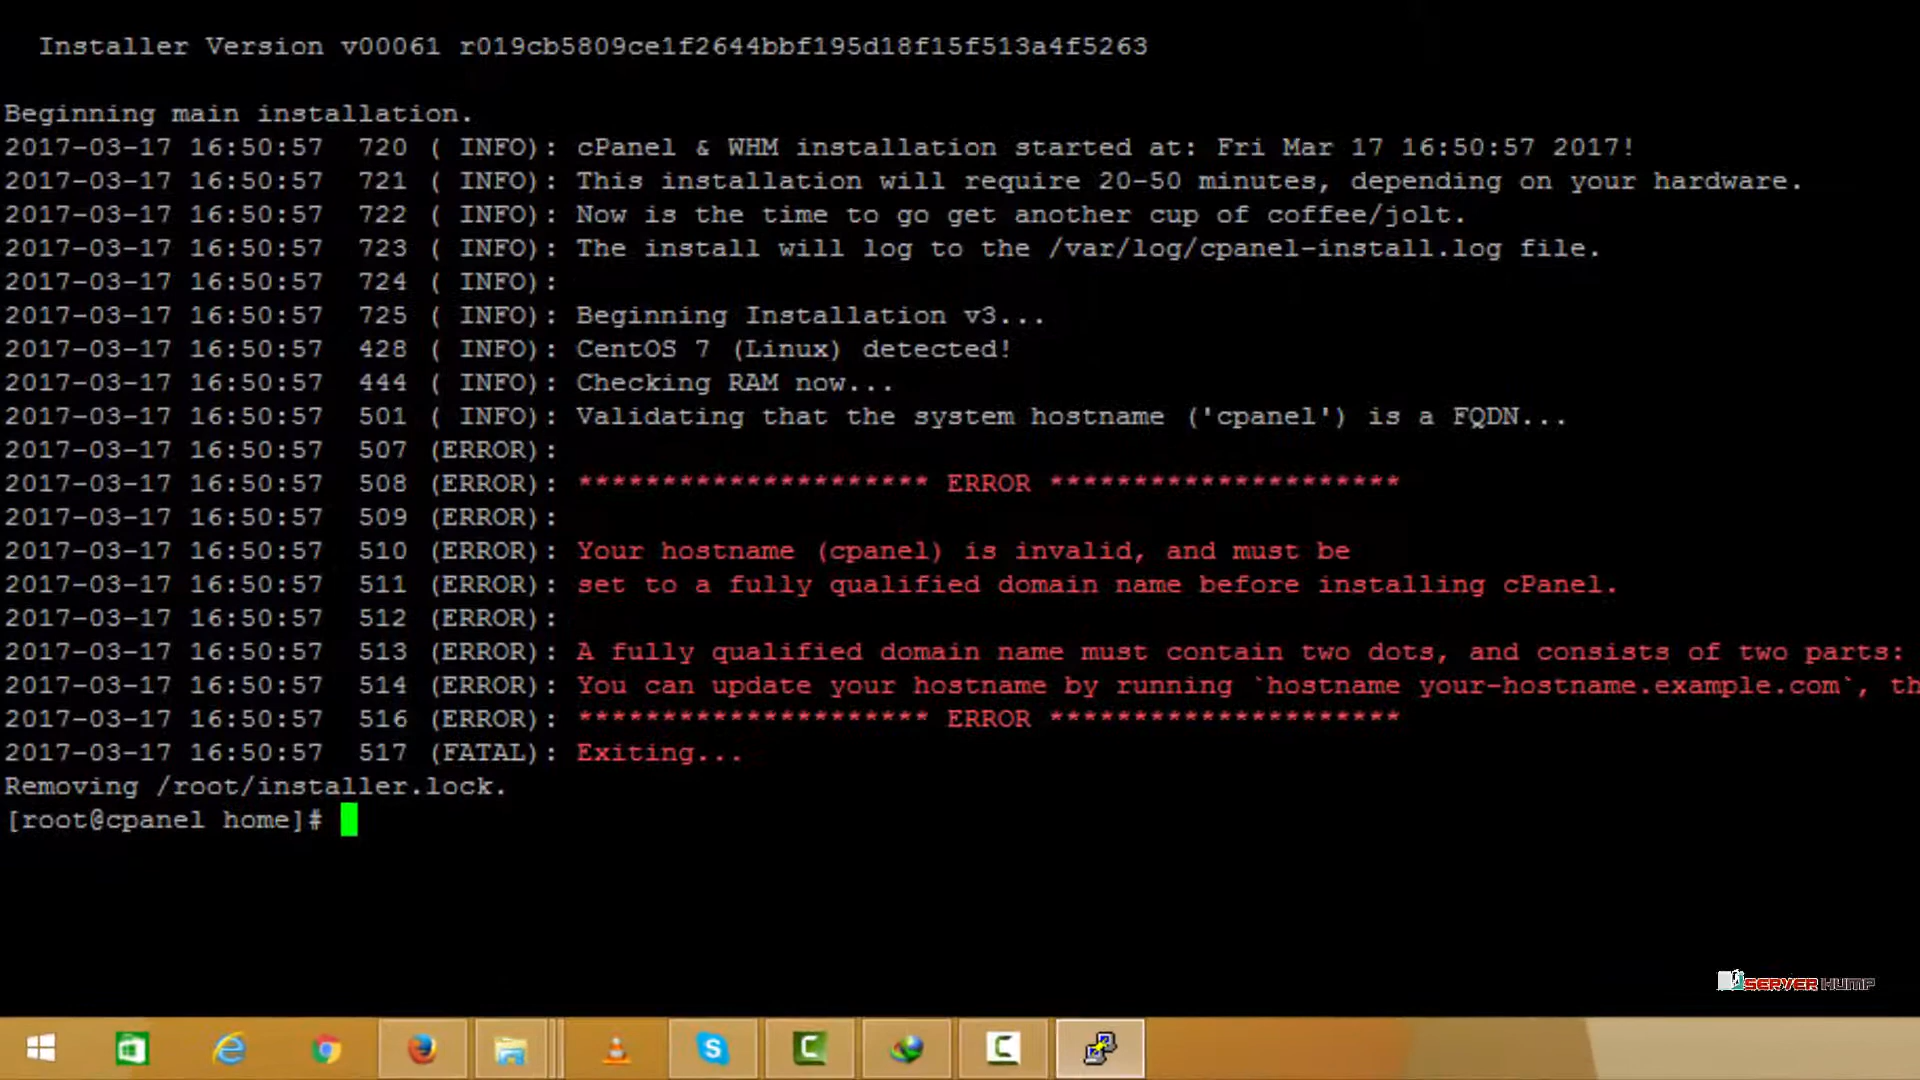 Installer Version v00061 r019cb5809ce1f2644bbf195d18f15f513a4f5263
Beginning main installation.
2017-03-17 16:50:57  720 ( INFO): cPanel & WHM installation started at: Fri Mar 17 16:50:57 2017!
2017-03-17 16:50:57  721 ( INFO): This installation will require 20-50 minutes, depending on your hardware.
2017-03-17 16:50:57  722 ( INFO): Now is the time to go get another cup of coffee/jolt.
2017-03-17 16:50:57  723 ( INFO): The install will log to the /var/log/cpanel-install.log file.
2017-03-17 16:50:57  724 ( INFO):
2017-03-17 16:50:57  725 ( INFO): Beginning Installation v3...
2017-03-17 16:50:57  428 ( INFO): CentOS 7 (Linux) detected!
2017-03-17 16:50:57  444 ( INFO): Checking RAM now...
2017-03-17 16:50:57  501 ( INFO): Validating that the system hostname ('cpanel') is a FQDN...
2017-03-17 16:50:57  507 (ERROR):
2017-03-17 16:50:57  508 (ERROR): ********************* ERROR *********************
2017-03-17 16:50:57  509 (ERROR):
2017-03-17 16:50:57  510 (ERROR): Your hostname (cpanel) is invalid, and must be
2017-03-17 16:50:57  511 (ERROR): set to a fully qualified domain name before installing cPanel.
2017-03-17 16:50:57  512 (ERROR):
2017-03-17 16:50:57  513 (ERROR): A fully qualified domain name must contain two dots, and consists of two parts:
2017-03-17 16:50:57  514 (ERROR): You can update your hostname by running `hostname your-hostname.example.com`, th
2017-03-17 16:50:57  516 (ERROR): ********************* ERROR *********************
2017-03-17 16:50:57  517 (FATAL): Exiting...
Removing /root/installer.lock.
[root@cpanel home]#
SERVER HUMP